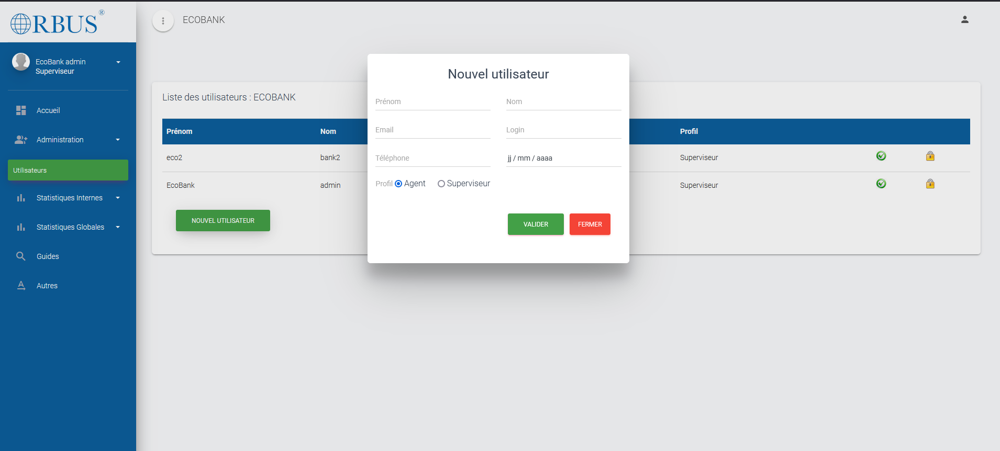 ORBUS®
ECOBANK
EcoBank admin
Superviseur
Accueil
Administration
Utilisateurs
Statistiques Internes
Statistiques Globales
Guides
Autres
Liste des utilisateurs : ECOBANK
Prénom Nom Profil
eco2 bank2 Superviseur
EcoBank admin Superviseur
NOUVEL UTILISATEUR
Nouvel utilisateur
Prénom Nom
Email Login
Téléphone jj / mm / aaaa
Profil Agent Superviseur
VALIDER FERMER